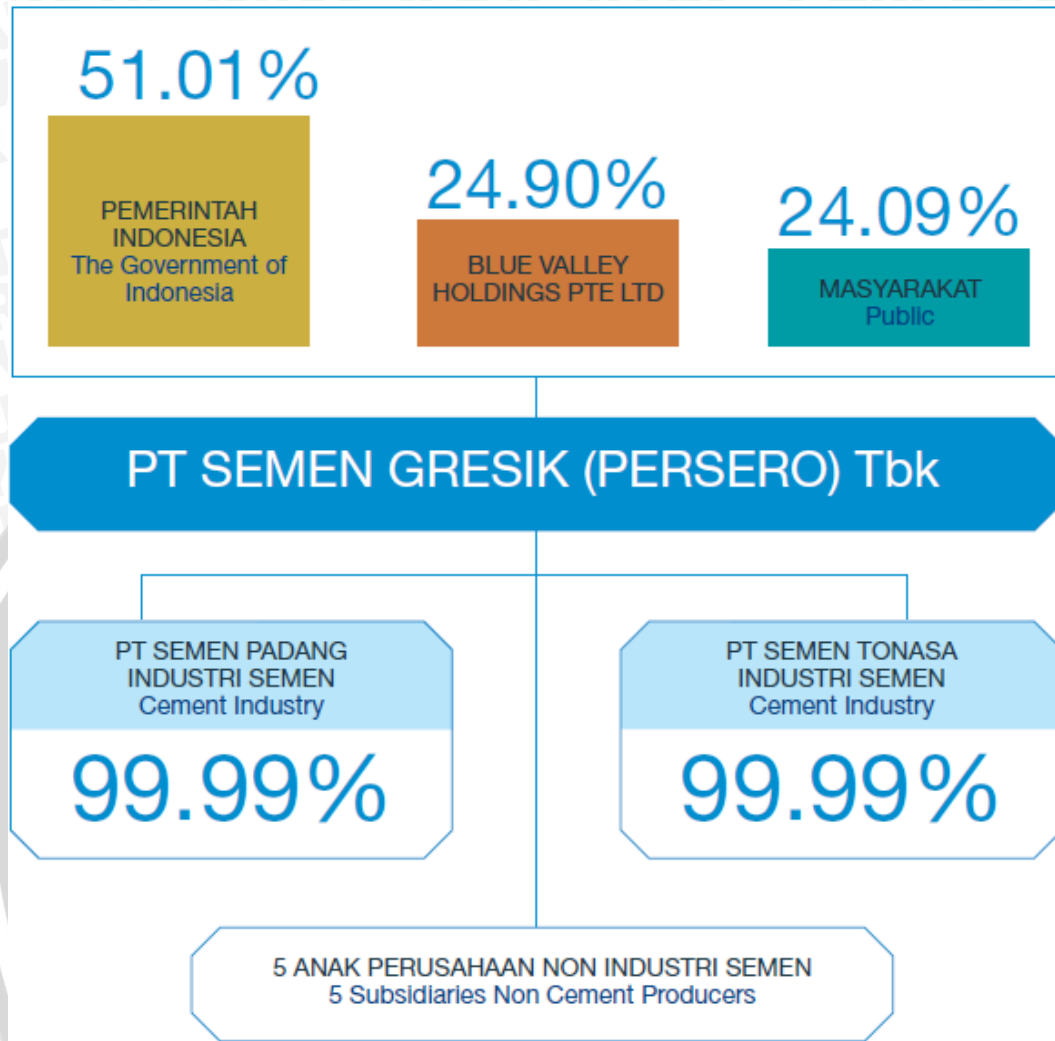 51.01%
PEMERINTAH
INDONESIA
The Government of
Indonesia
24.90%
BLUE VALLEY
HOLDINGS PTE LTD
24.09%
MASYARAKAT
Public
PT SEMEN GRESIK (PERSERO) Tbk
PT SEMEN PADANG
INDUSTRI SEMEN
Cement Industry
99.99%
PT SEMEN TONASA
INDUSTRI SEMEN
Cement Industry
99.99%
5 ANAK PERUSAHAAN NON INDUSTRI SEMEN
5 Subsidiaries Non Cement Producers